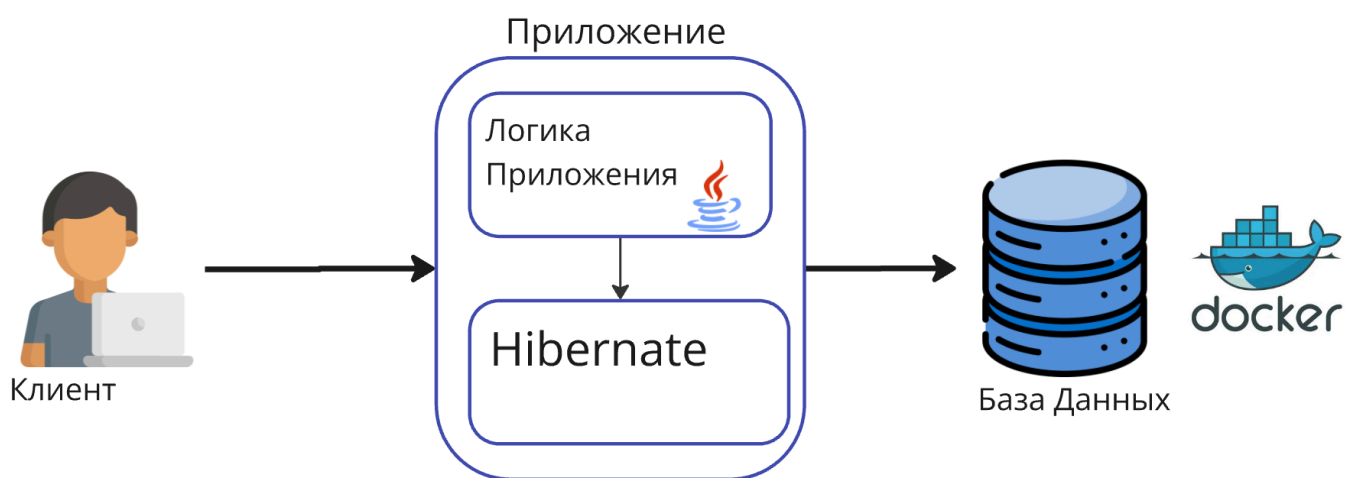 Приложение
Логика
Приложения
Hibernate
Клиент
База Данных
docker